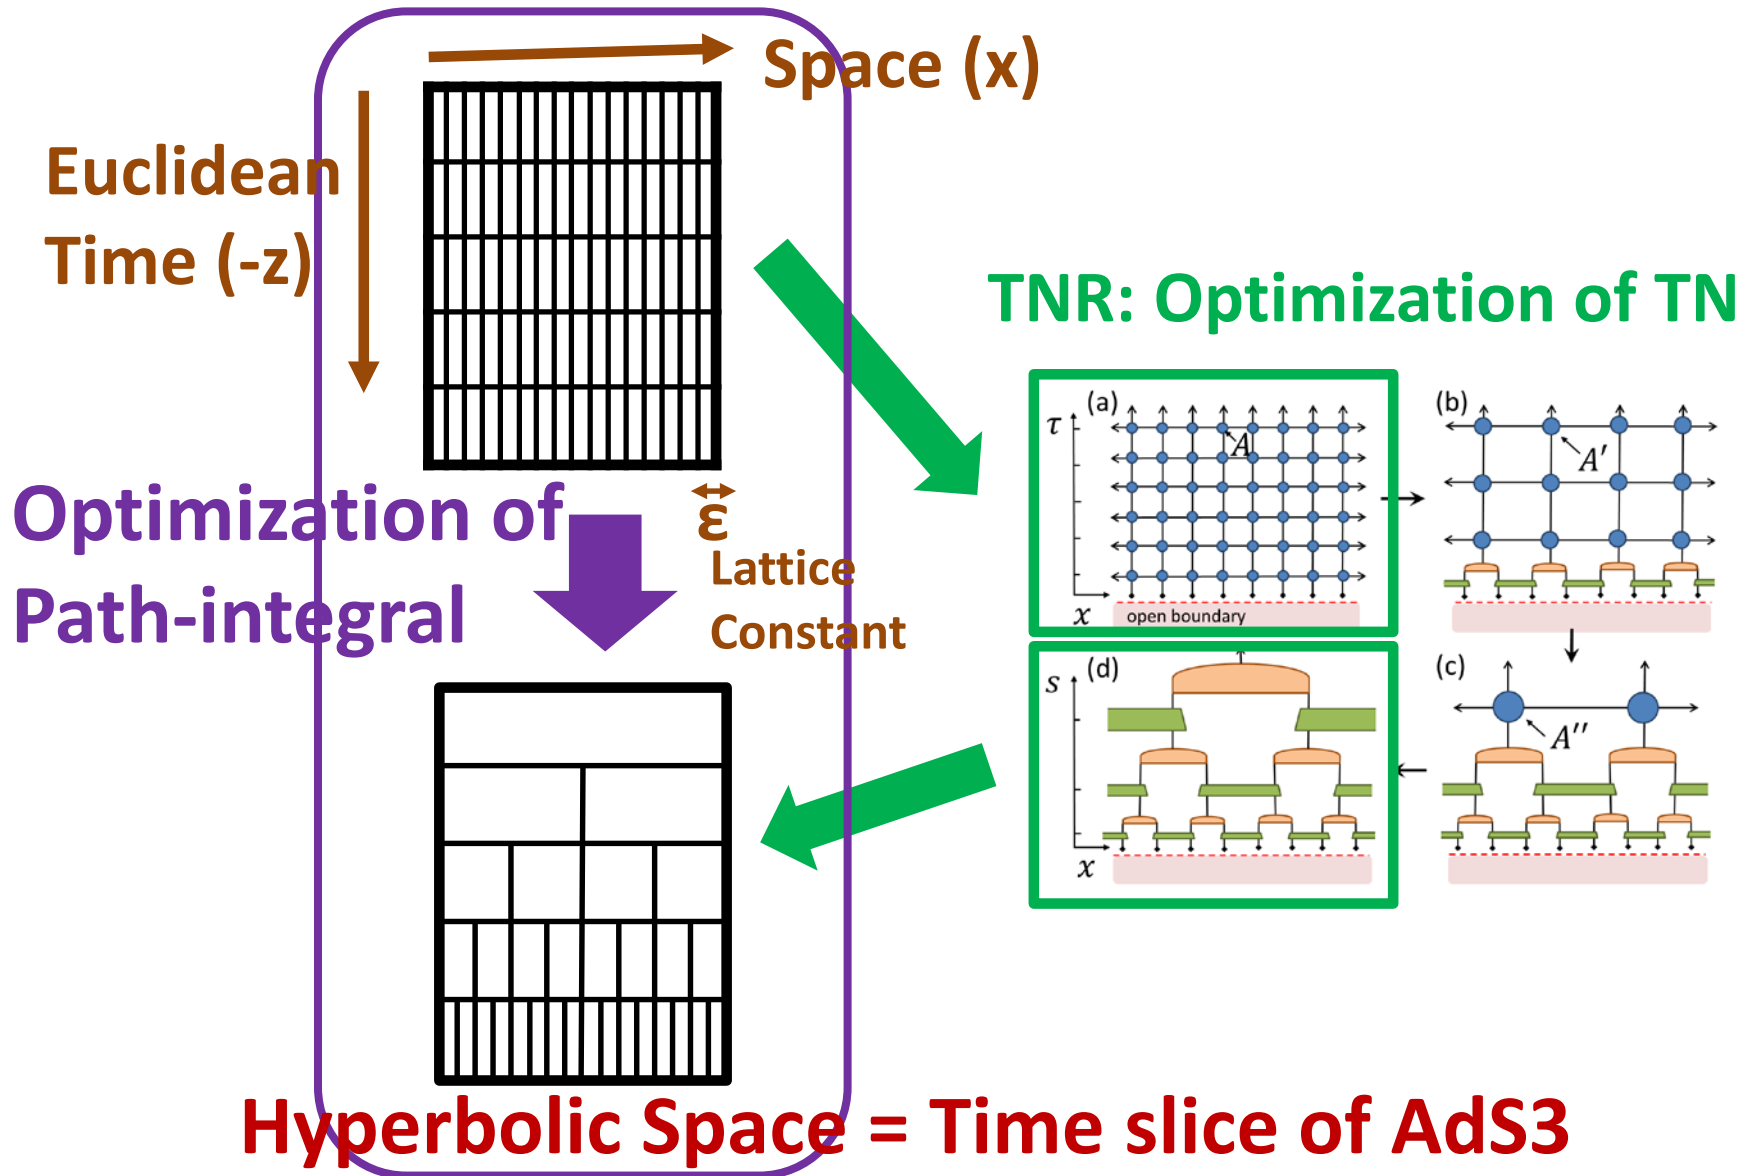 Space (x)
Euclidean
Time (-z)
TNR: Optimization of TN
ε
Lattice
Constant
Optimization of
Path-integral
(a)
τ
A
x
open boundary
(b)
A′
(c)
A′′
(d)
s
x
Hyperbolic Space = Time slice of AdS3